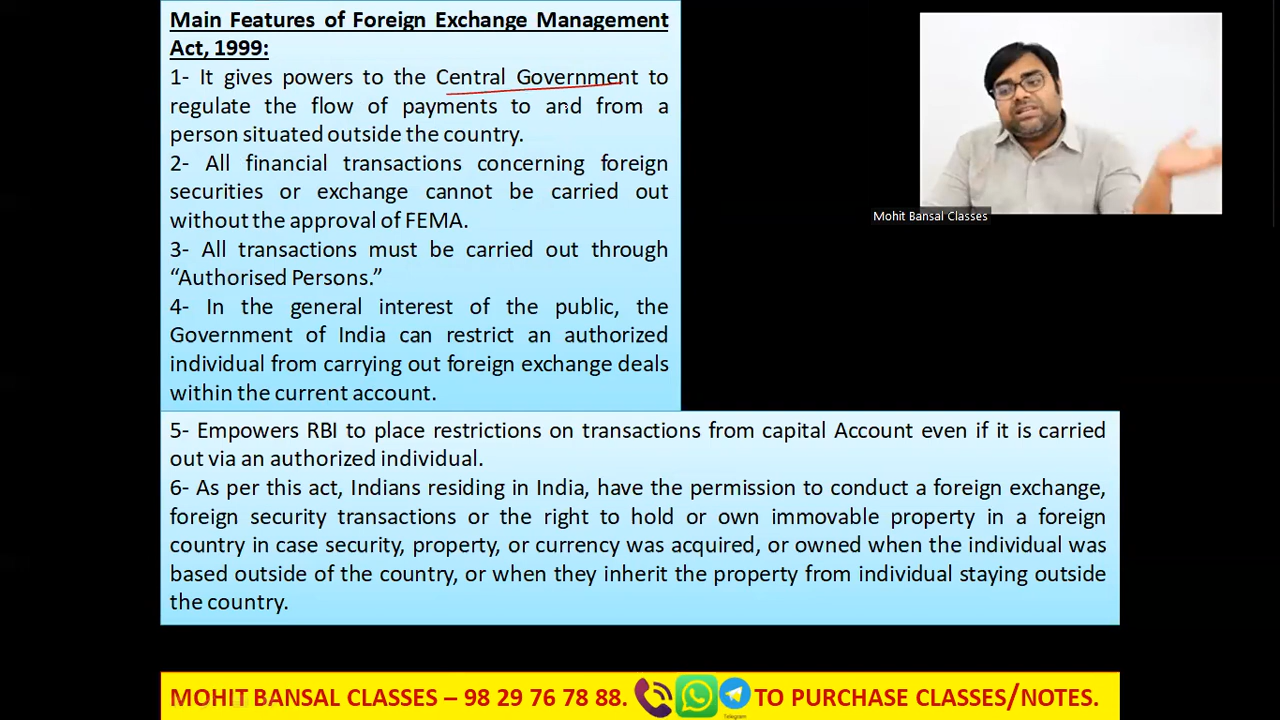 Main Features of Foreign Exchange Management
Act, 1999:
1- It gives powers to the Central Government to
regulate the flow of payments to and from a
person situated outside the country.
2- All financial transactions concerning foreign
securities or exchange cannot be carried out
without the approval of FEMA.
3- All transactions must be carried out through
“Authorised Persons.”
4- In the general interest of the public, the
Government of India can restrict an authorized
individual from carrying out foreign exchange deals
within the current account.
Mohit Bansal Classes
5- Empowers RBI to place restrictions on transactions from capital Account even if it is carried
out via an authorized individual.
6- As per this act, Indians residing in India, have the permission to conduct a foreign exchange,
foreign security transactions or the right to hold or own immovable property in a foreign
country in case security, property, or currency was acquired, or owned when the individual was
based outside of the country, or when they inherit the property from individual staying outside
the country.
MOHIT BANSAL CLASSES – 98 29 76 78 88. TO PURCHASE CLASSES/NOTES.
Telegram